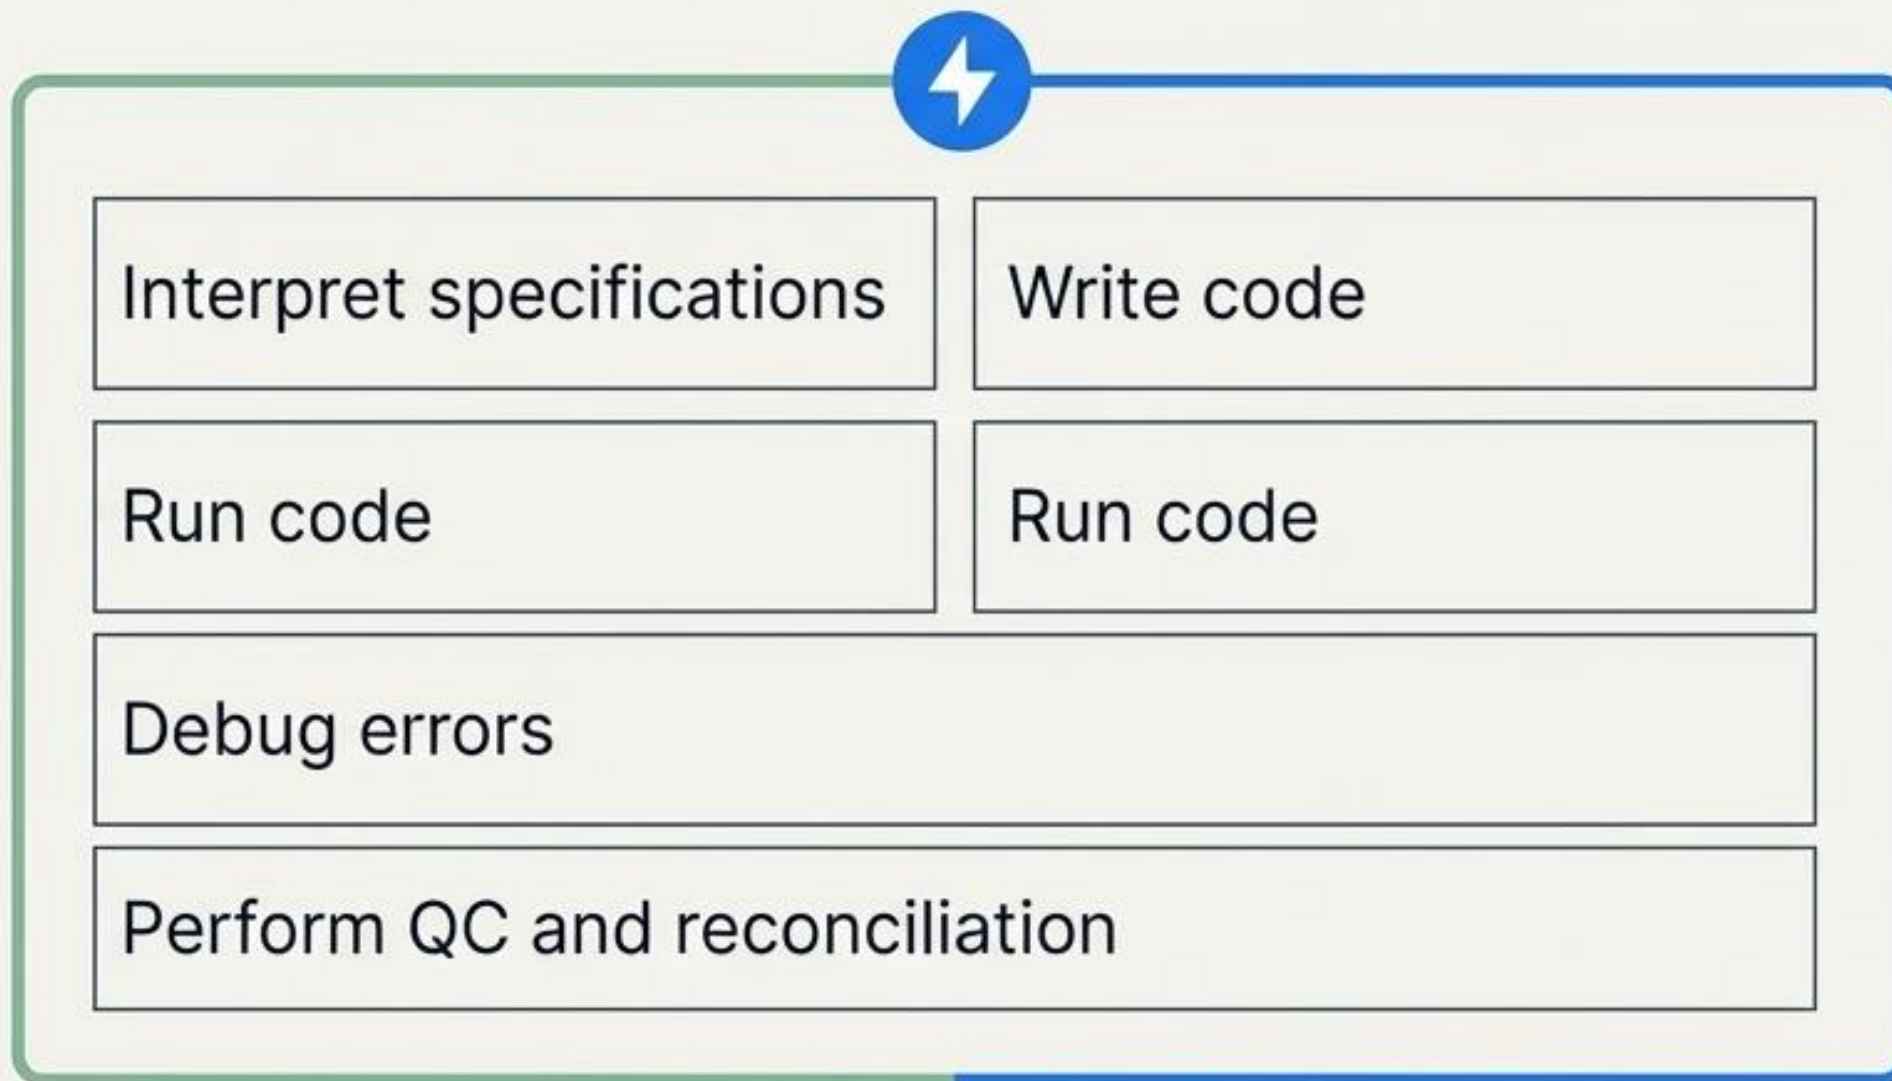 Interpret specifications
Write code
Run code
Run code
Debug errors
Perform QC and reconciliation